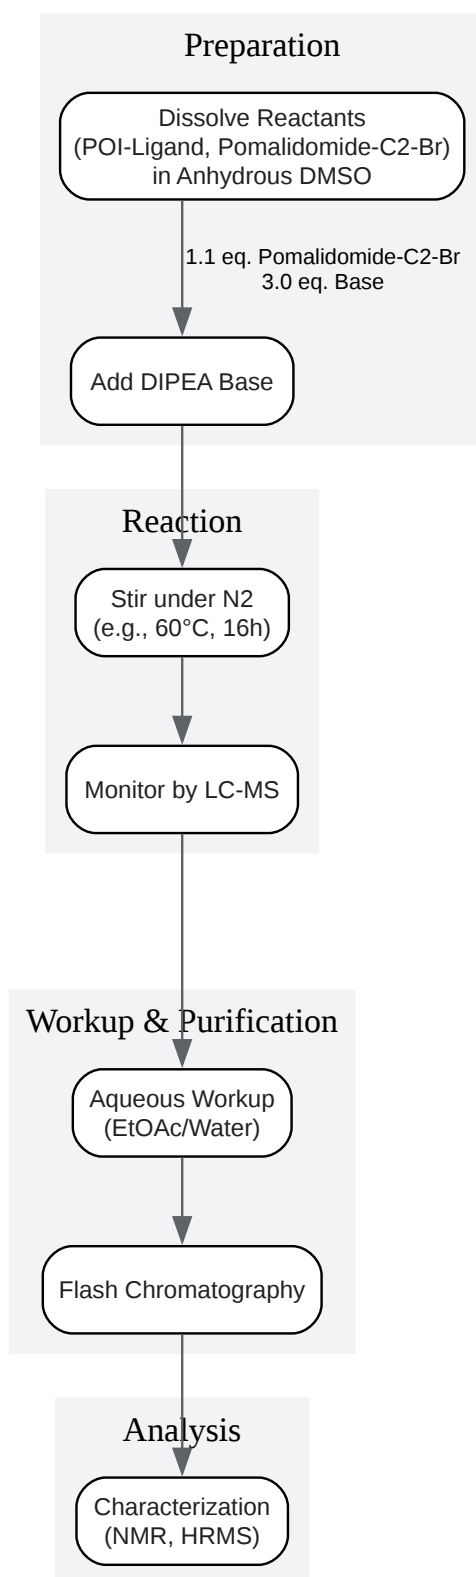 Preparation
Dissolve Reactants
(POI-Ligand, Pomalidomide-C2-Br)
in Anhydrous DMSO
1.1 eq. Pomalidomide-C2-Br
3.0 eq. Base
Add DIPEA Base
Reaction
Stir under N2
(e.g., 60°C, 16h)
Monitor by LC-MS
Workup & Purification
Aqueous Workup
(EtOAc/Water)
Flash Chromatography
Analysis
Characterization
(NMR, HRMS)